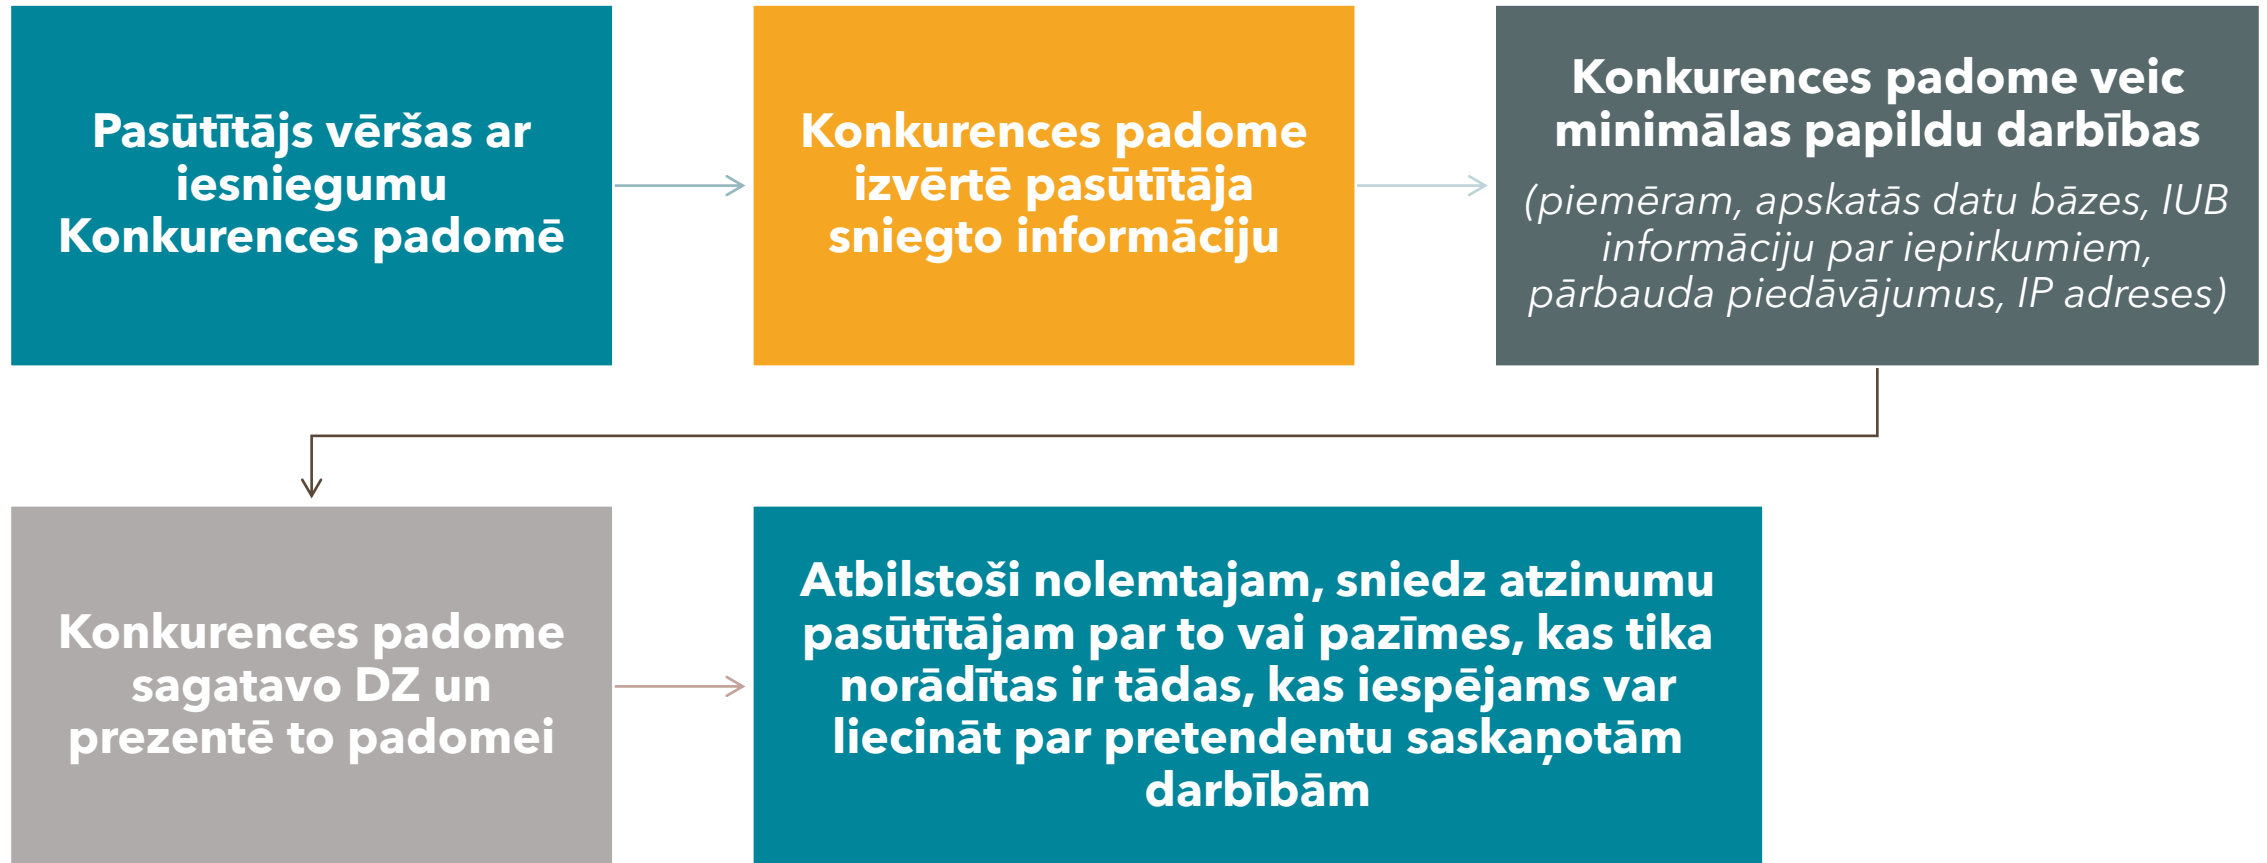 Pasūtītājs vēršas ar
iesniegumu
Konkurences padomē
Konkurences padome
izvērtē pasūtītāja
sniegto informāciju
Konkurences padome veic
minimālas papildu darbības
(piemēram, apskatās datu bāzes, IUB
informāciju par iepirkumiem,
pārbauda piedāvājumus, IP adreses)
Konkurences padome
sagatavo DZ un
prezentē to padomei
Atbilstoši nolemtajam, sniedz atzinumu
pasūtītājam par to vai pazīmes, kas tika
norādītas ir tādas, kas iespējams var
liecināt par pretendentu saskaņotām
darbībām